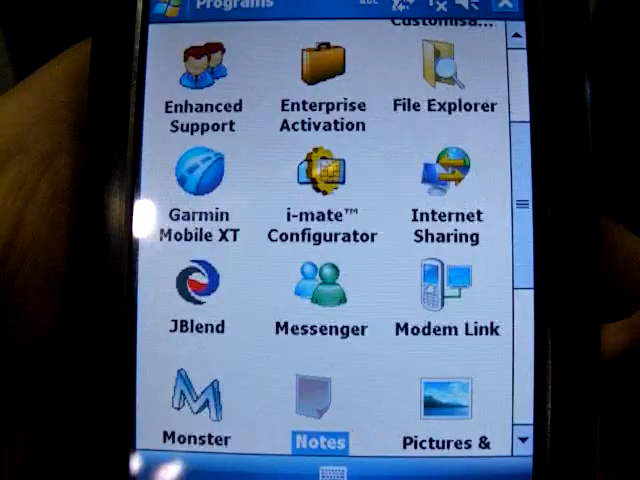 Programs
Customisa...
Enhanced Support
Enterprise Activation
File Explorer
Garmin Mobile XT
i-mate™ Configurator
Internet Sharing
JBlend
Messenger
Modem Link
Monster
Notes
Pictures &